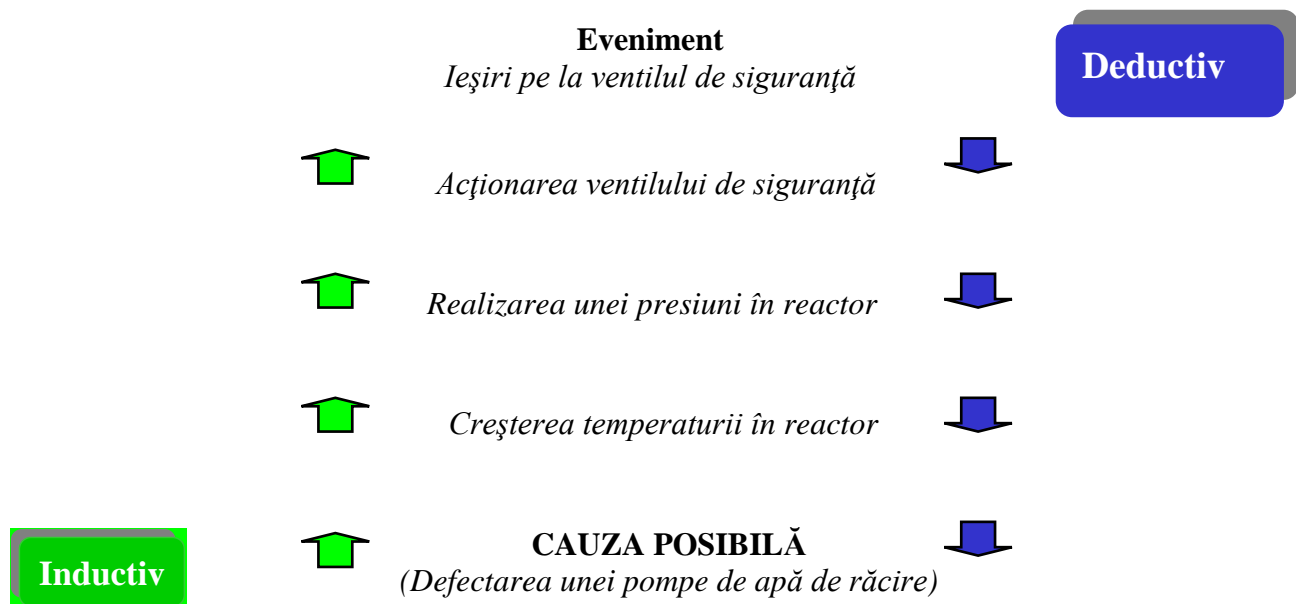 Eveniment
Ieşiri pe la ventilul de siguranţă
Deductiv
Acţionarea ventilului de siguranţă
Realizarea unei presiuni în reactor
Creşterea temperaturii în reactor
CAUZA POSIBILĂ
(Defectarea unei pompe de apă de răcire)
Inductiv